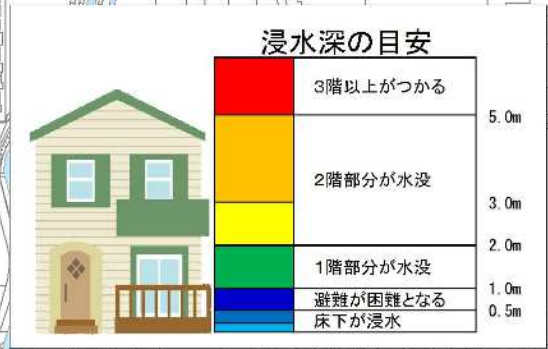 浸水深の目安
3階以上がつかる
5.0m
2階部分が水没
3.0m
2.0m
1階部分が水没
1.0m
避難が困難となる
0.5m
床下が浸水